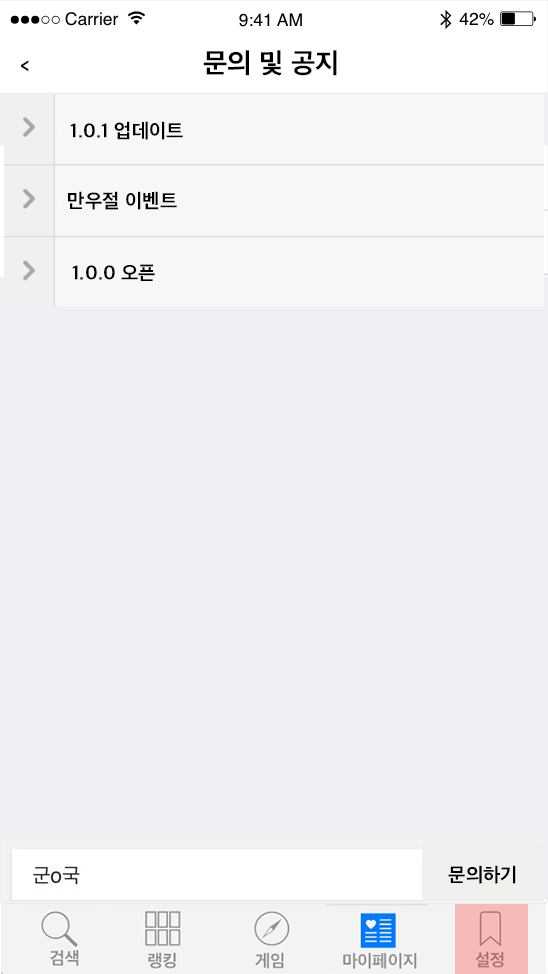 Carrier 9:41 AM 42%
< 문의 및 공지
1.0.1 업데이트
만우절 이벤트
1.0.0 오픈
군o국 문의하기
검색 랭킹 게임 마이페이지 설정